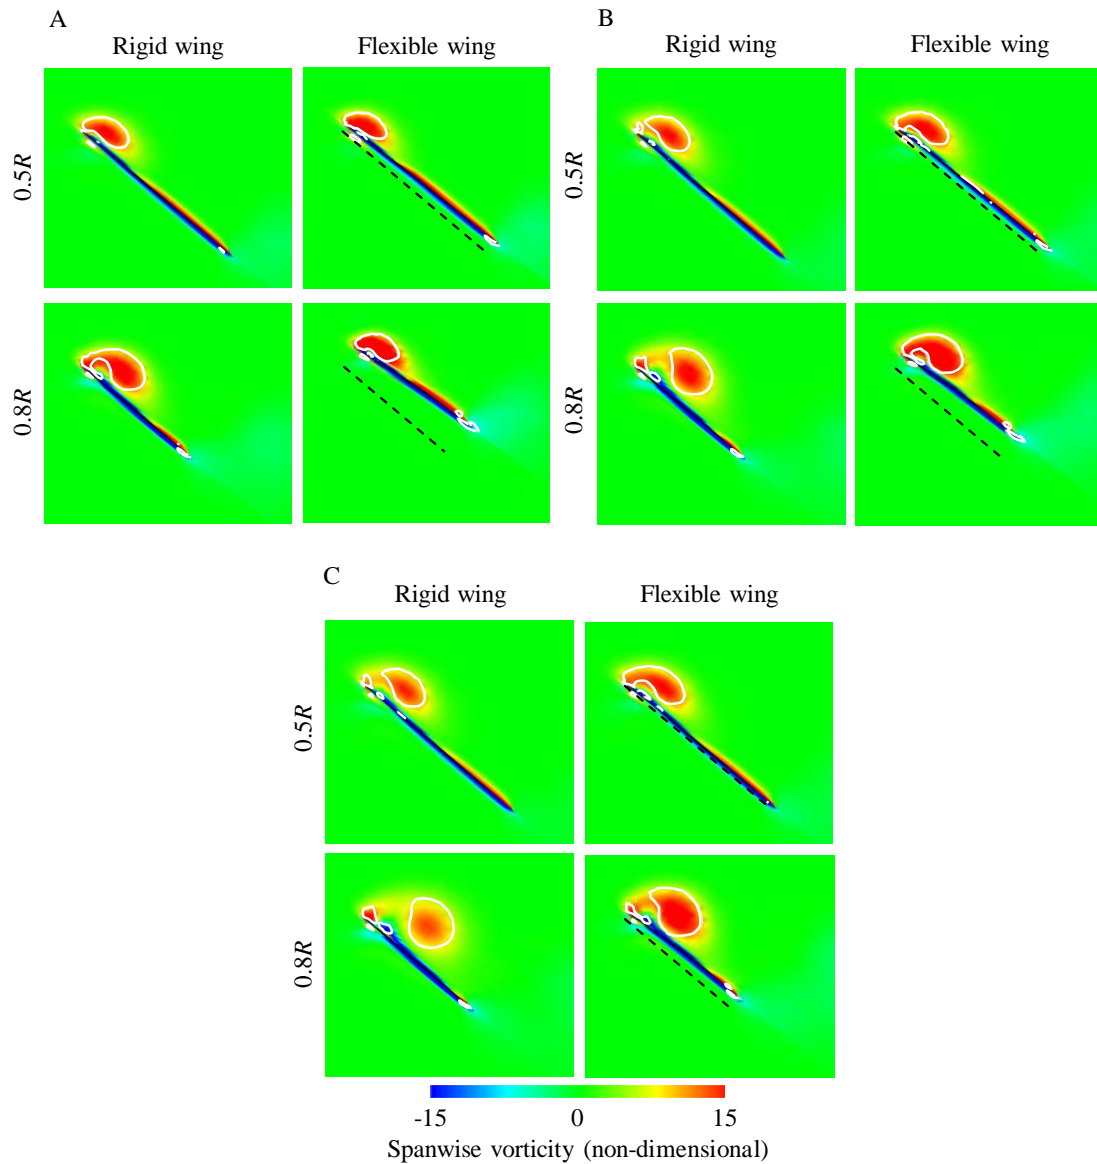 A
Rigid wing Flexible wing
0.5R
0.8R
B
Rigid wing Flexible wing
0.5R
0.8R
C
Rigid wing Flexible wing
0.5R
0.8R
-15 0 15
Spanwise vorticity (non-dimensional)